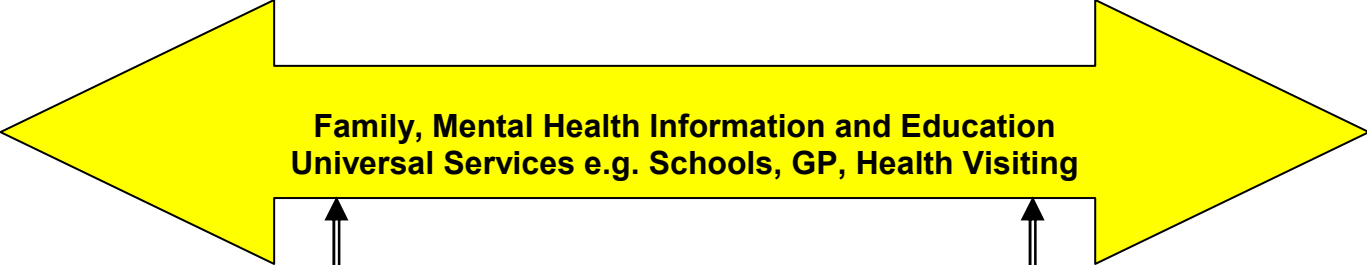 Family, Mental Health Information and Education
Universal Services e.g. Schools, GP, Health Visiting